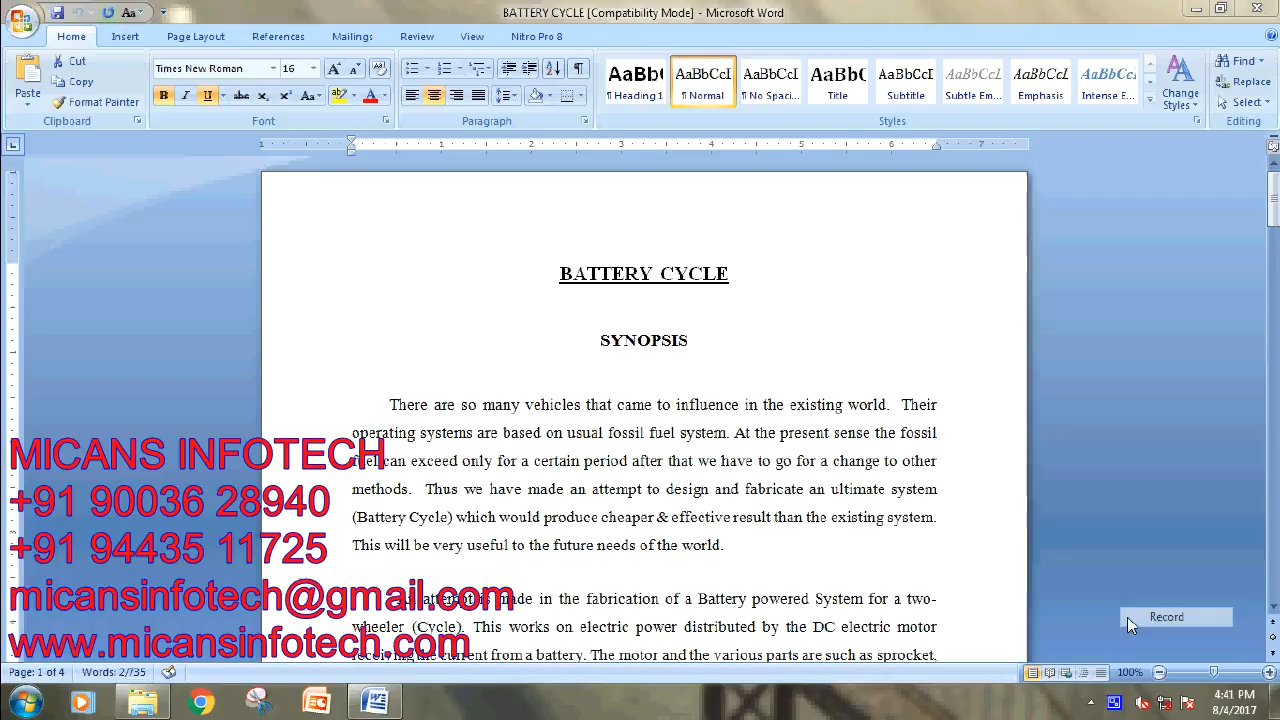 BATTERY CYCLE [Compatibility Mode] - Microsoft Word
Home Insert Page Layout References Mailings Review View Nitro Pro 8
Paste
Cut
Copy
Format Painter
Times New Roman 16
AaBbCcI AaBbCcI AaBbCcI
¶ Heading 1 ¶ Normal ¶ No Spaci... Title Subtitle Subtle Em... Emphasis Intense E...
Change Styles
Find
Replace
Select
Clipboard Font Paragraph Styles Editing
BATTERY CYCLE
SYNOPSIS
There are so many vehicles that came to influence in the existing world. Their
operating systems are based on usual fossil fuel system. At the present sense the fossil
fuel can exceed only for a certain period after that we have to go for a change to other
methods. Thus we have made an attempt to design and fabricate an ultimate system
(Battery Cycle) which would produce cheaper & effective result than the existing system.
This will be very useful to the future needs of the world.
attempt is made in the fabrication of a Battery powered System for a two-
wheeler (Cycle). This works on electric power distributed by the DC electric motor
receiving the current from a battery. The motor and the various parts are such as sprocket,
MICANS INFOTECH
+91 90036 28940
+91 94435 11725
micansinfotech@gmail.com
www.micansinfotech.com
Record
Page: 1 of 4 Words: 2/735 100%
4:41 PM
8/4/2017